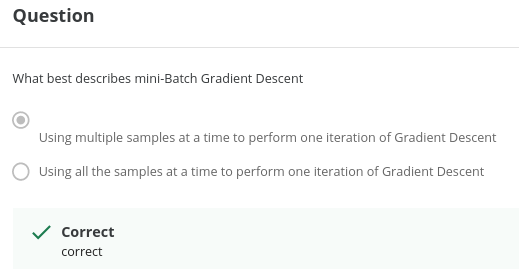 Question
What best describes mini-Batch Gradient Descent
Using multiple samples at a time to perform one iteration of Gradient Descent
Using all the samples at a time to perform one iteration of Gradient Descent
Correct
correct